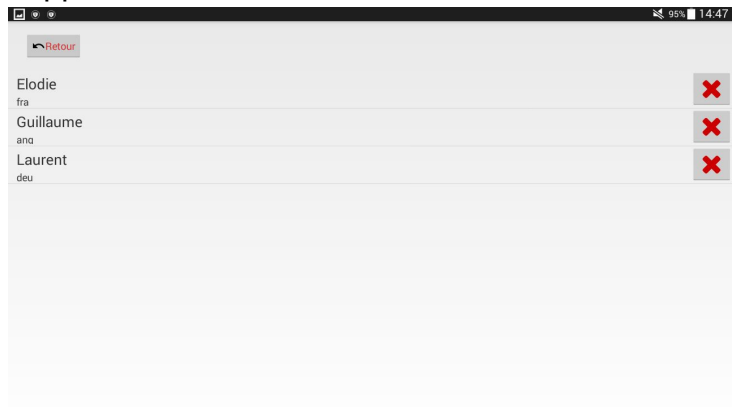 95% 14:47
Retour
Elodie
fra
Guillaume
ang
Laurent
deu